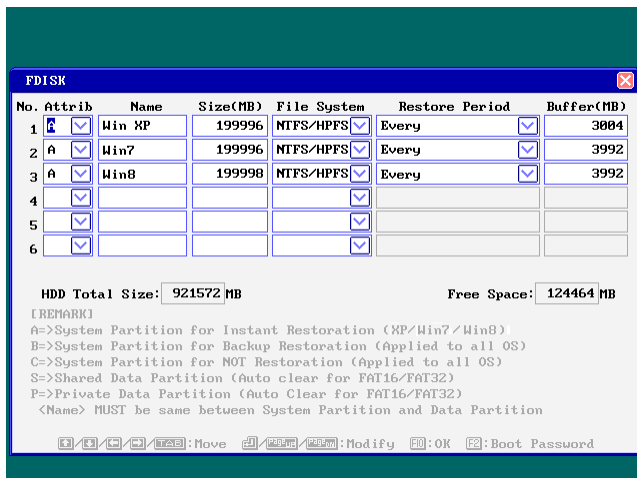 FDISK
No. Attrib Name Size(MB) File System Restore Period Buffer(MB)
1 A Win XP 199996 NTFS/HPFS Every 3004
2 A Win7 199996 NTFS/HPFS Every 3992
3 A Win8 199998 NTFS/HPFS Every 3992
4
5
6
HDD Total Size: 921572 MB Free Space: 124464 MB
[REMARK]
A=>System Partition for Instant Restoration (XP/Win7/Win8)
B=>System Partition for Backup Restoration (Applied to all OS)
C=>System Partition for NOT Restoration (Applied to all OS)
S=>Shared Data Partition (Auto clear for FAT16/FAT32)
P=>Private Data Partition (Auto Clear for FAT16/FAT32)
<Name> MUST be same between System Partition and Data Partition
↑/↓/←/→/TAB:Move ↵/PageUP/PageDN:Modify F10:OK F2:Boot Password